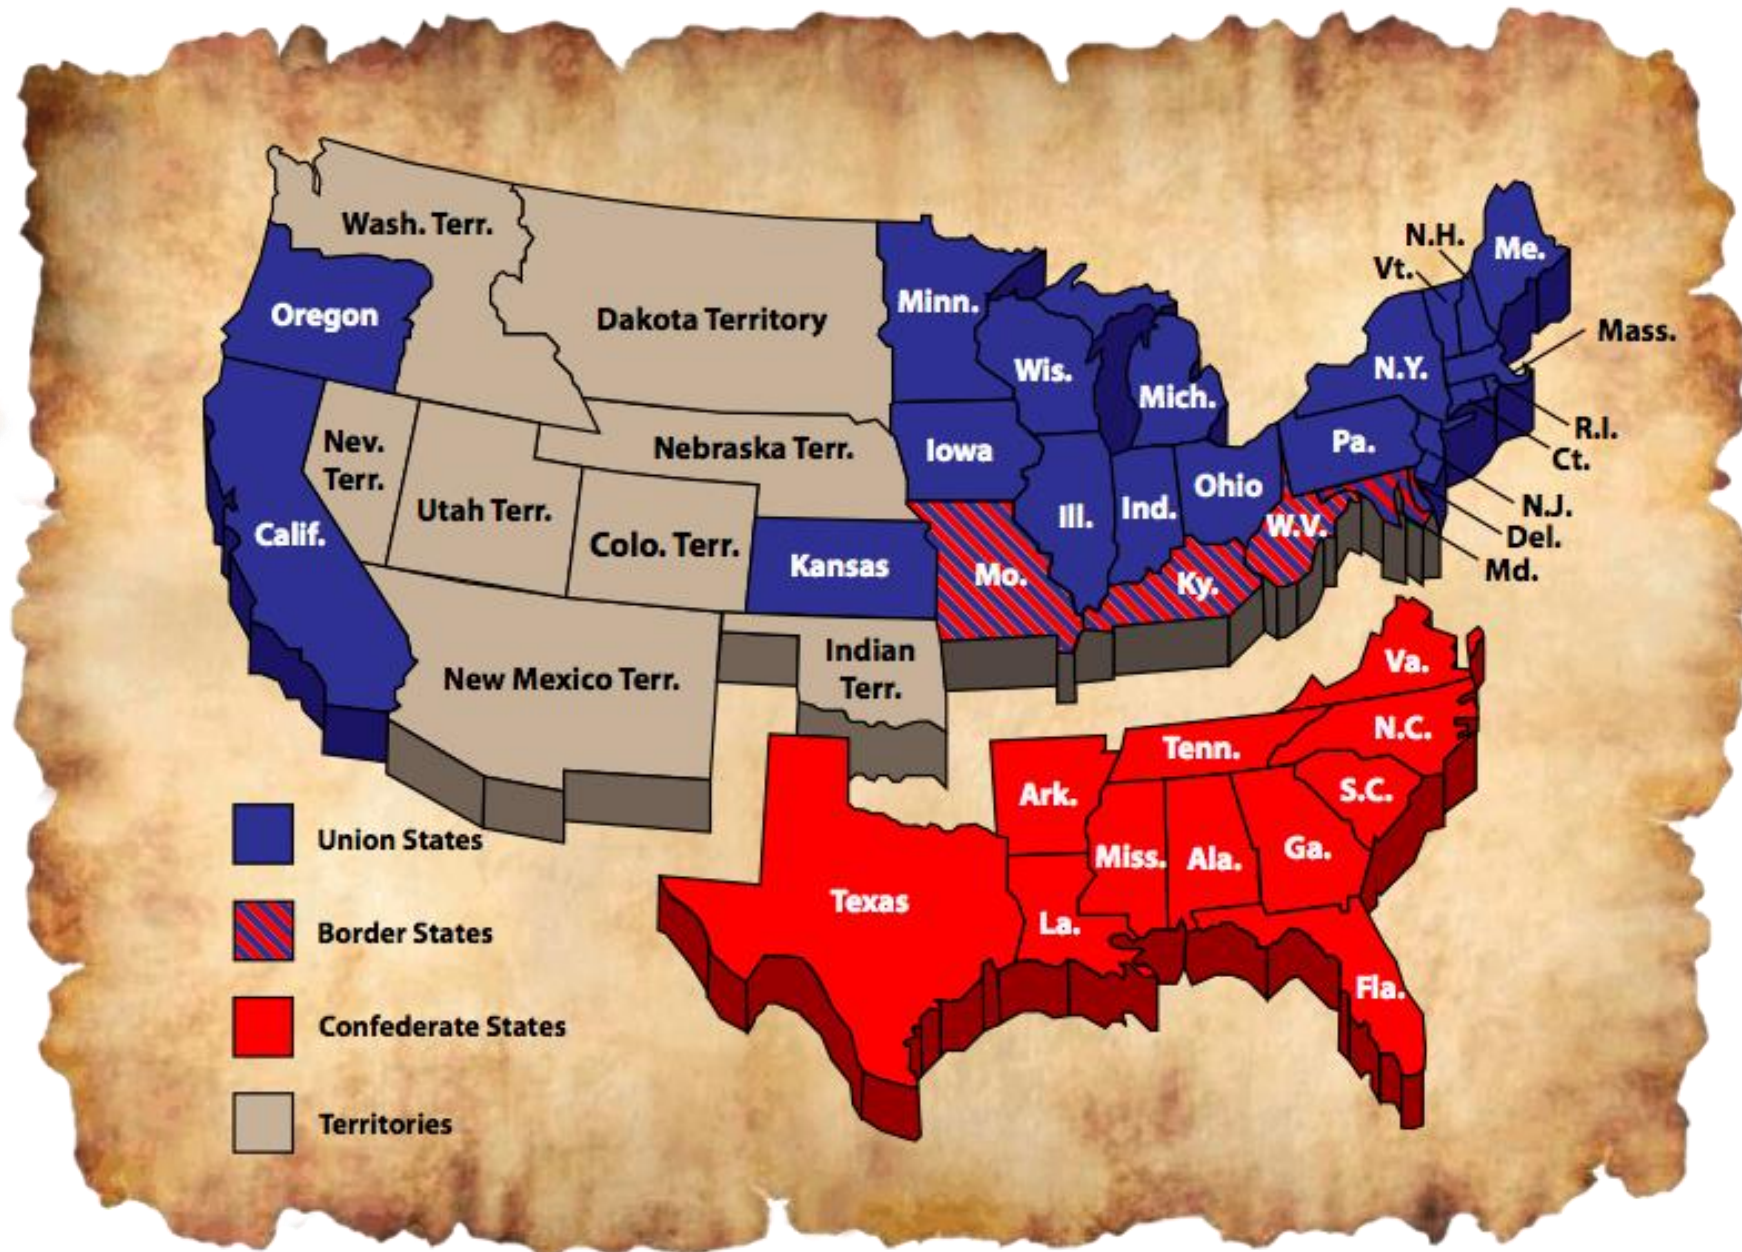 Wash. Terr.
Oregon
Dakota Territory
Minn.
Wis.
Mich.
N.H.
Vt.
Me.
Mass.
N.Y.
R.I.
Ct.
Pa.
N.J.
Del.
Md.
Nev.
Terr.
Utah Terr.
Nebraska Terr.
Iowa
Calif.
Colo. Terr.
Kansas
Ill.
Ind.
Ohio
W.V.
Mo.
Ky.
New Mexico Terr.
Indian
Terr.
Va.
N.C.
Tenn.
Ark.
S.C.
Miss.
Ala.
Ga.
Texas
La.
Fla.
Union States
Border States
Confederate States
Territories